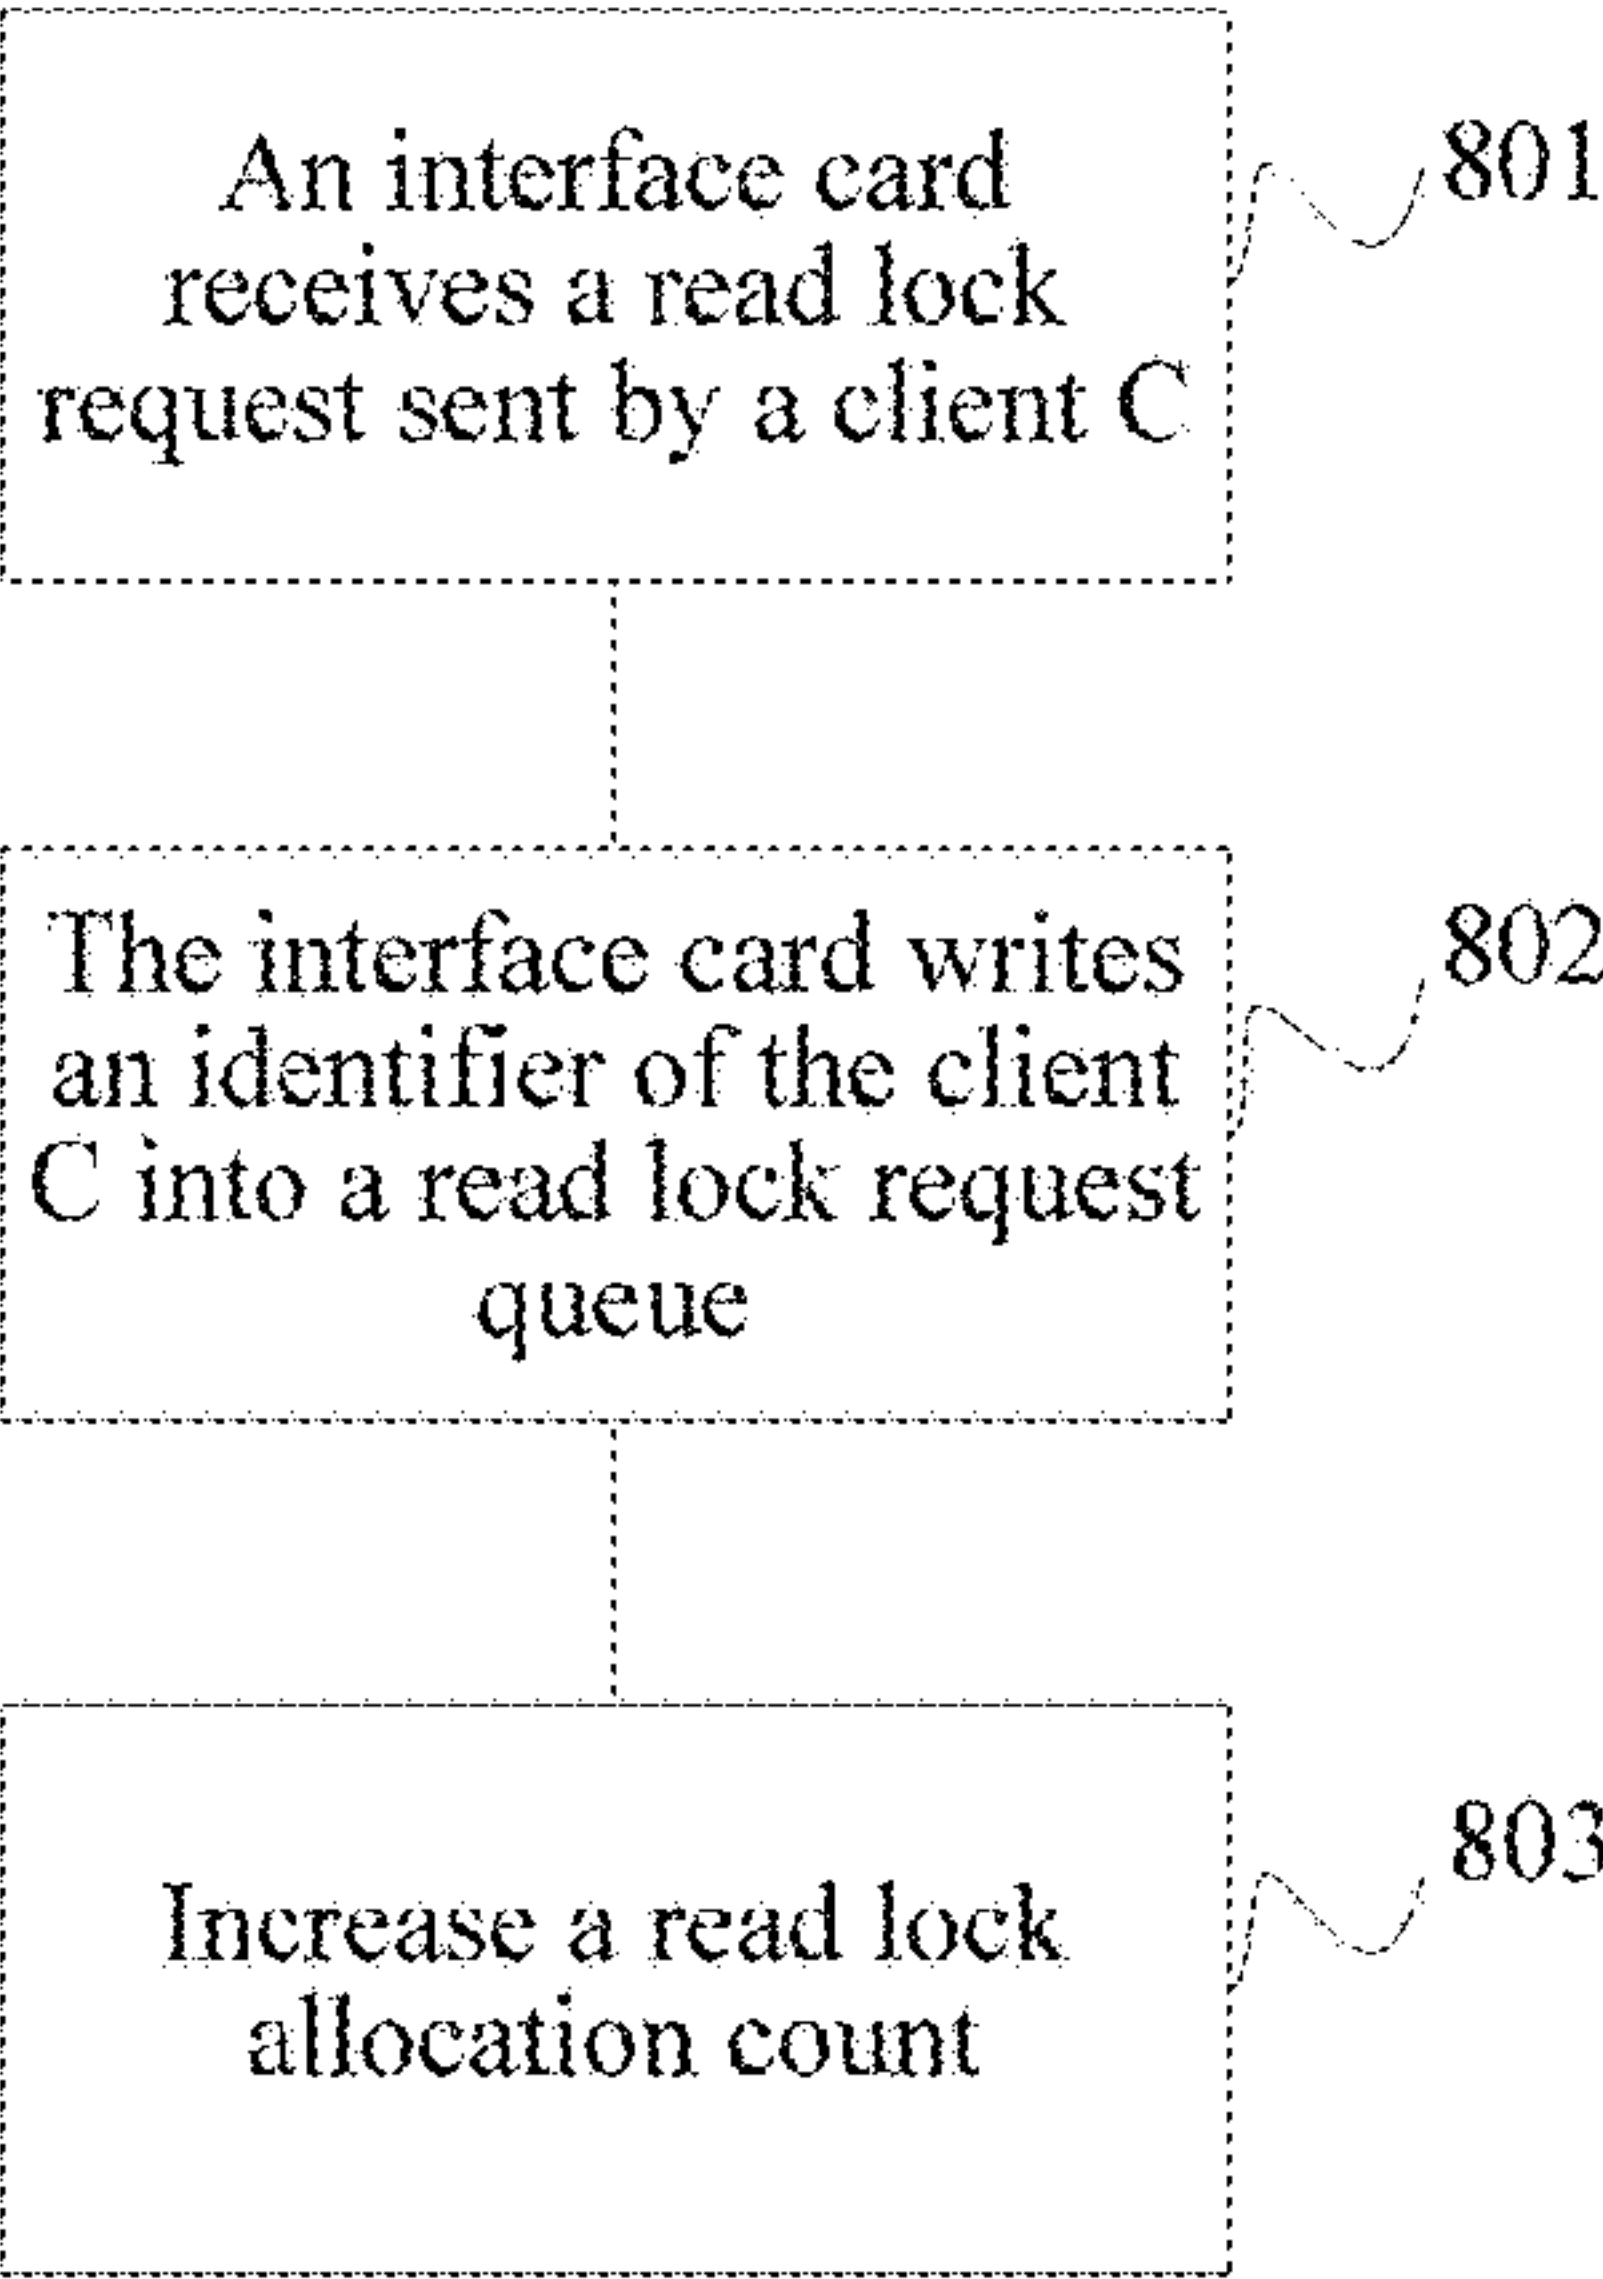 An interface card
receives a read lock
request sent by a client C
801
The interface card writes
an identifier of the client
C into a read lock request
queue
802
Increase a read lock
allocation count
803